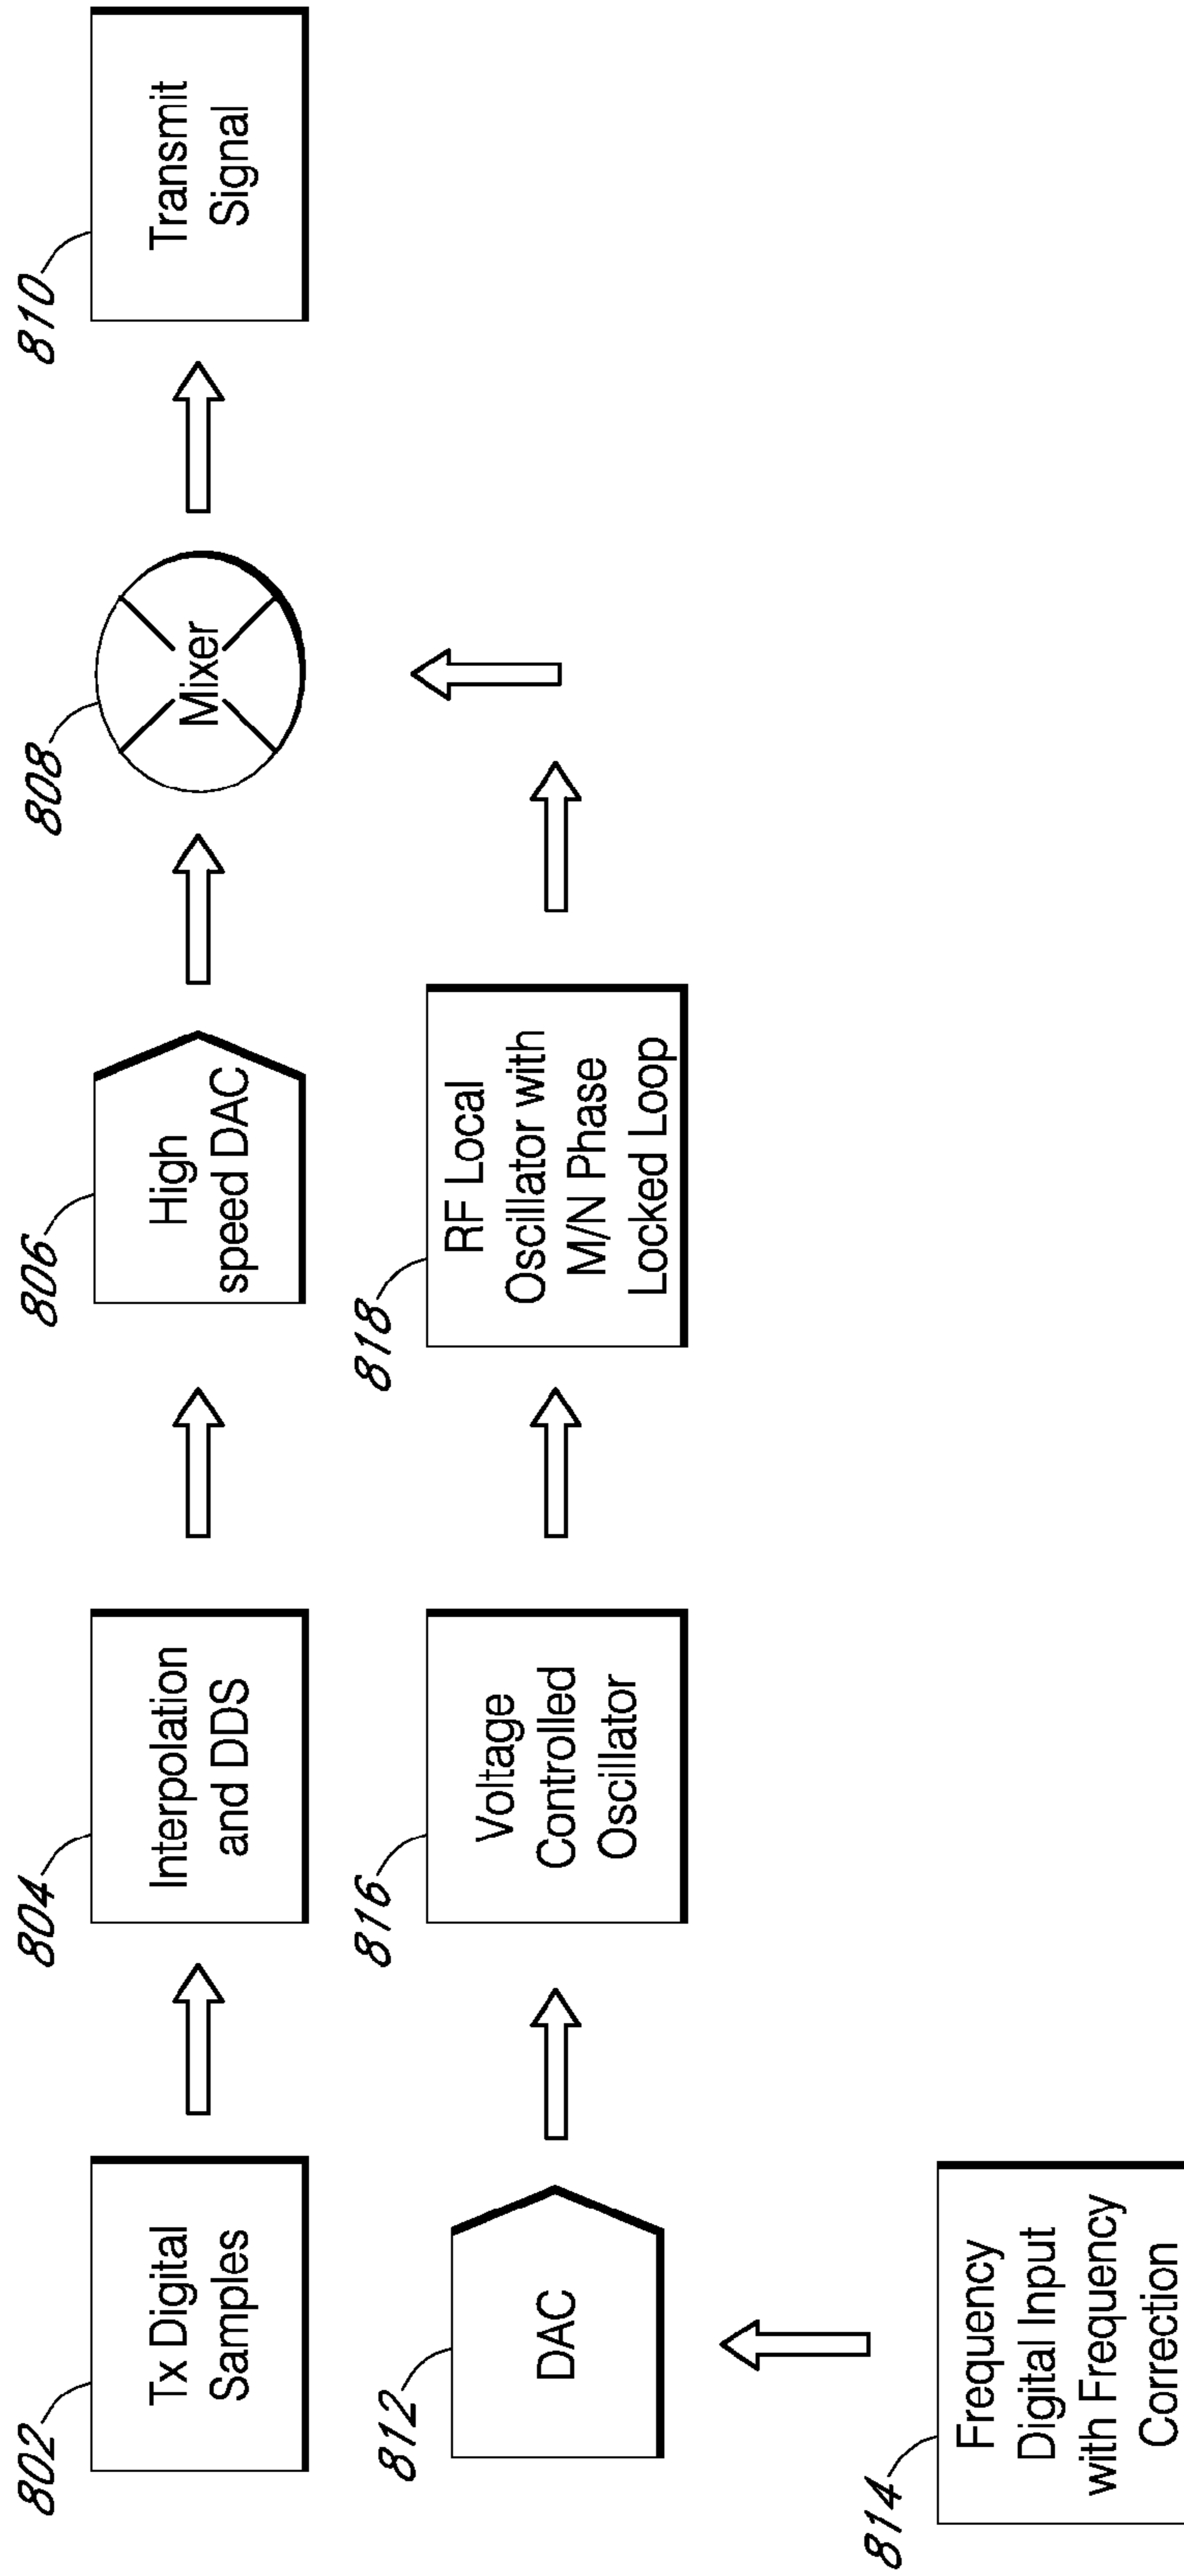 802
Tx Digital
Samples
804
Interpolation
and DDS
806
High
speed DAC
808
Mixer
810
Transmit
Signal
812
DAC
816
Voltage
Controlled
Oscillator
818
RF Local
Oscillator with
M/N Phase
Locked Loop
814
Frequency
Digital Input
with Frequency
Correction